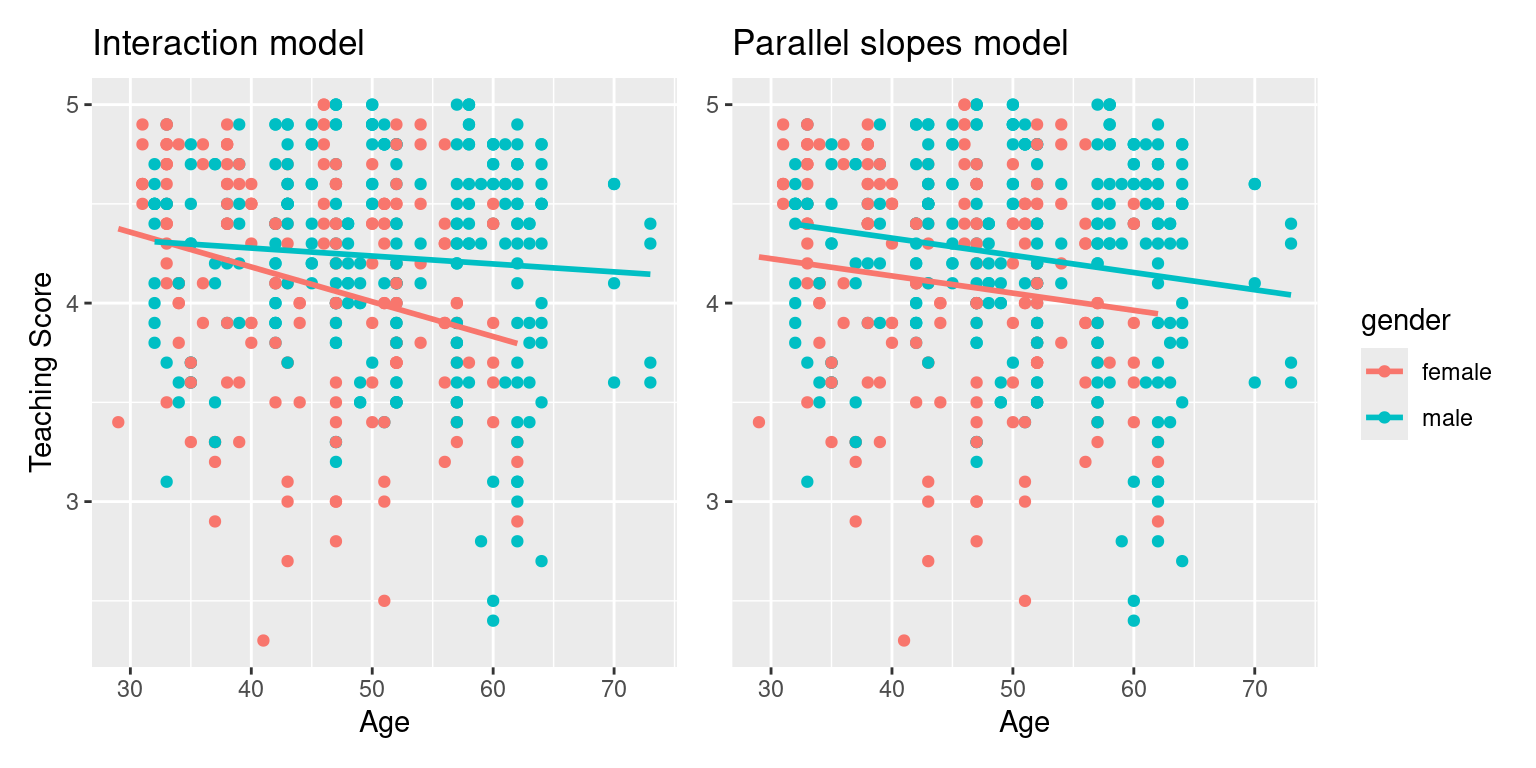 Interaction model
Parallel slopes model
Teaching Score
5
4
3
30 40 50 60 70
Age
5
4
3
30 40 50 60 70
Age
gender
female
male